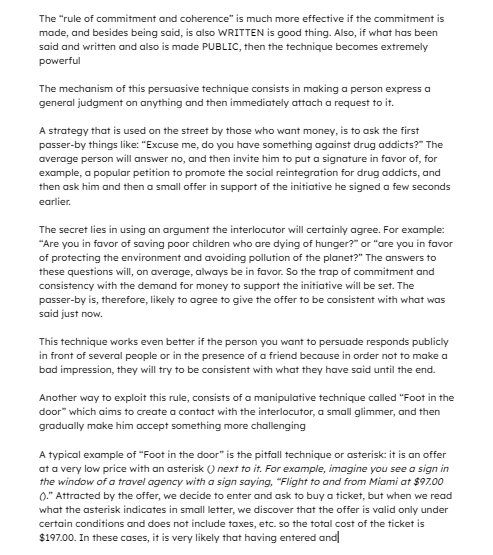 The “rule of commitment and coherence” is much more effective if the commitment is
made, and besides being said, is also WRITTEN is good thing. Also, if what has been
said and written and also is made PUBLIC, then the technique becomes extremely
powerful
The mechanism of this persuasive technique consists in making a person express a
general judgment on anything and then immediately attach a request to it.
A strategy that is used on the street by those who want money, is to ask the first
passer-by things like: “Excuse me, do you have something against drug addicts?” The
average person will answer no, and then invite him to put a signature in favor of, for
example, a popular petition to promote the social reintegration for drug addicts, and
then ask him and then a small offer in support of the initiative he signed a few seconds
earlier.
The secret lies in using an argument the interlocutor will certainly agree. For example:
“Are you in favor of saving poor children who are dying of hunger?” or “are you in favor
of protecting the environment and avoiding pollution of the planet?” The answers to
these questions will, on average, always be in favor. So the trap of commitment and
consistency with the demand for money to support the initiative will be set. The
passer-by is, therefore, likely to agree to give the offer to be consistent with what was
said just now.
This technique works even better if the person you want to persuade responds publicly
in front of several people or in the presence of a friend because in order not to make a
bad impression, they will try to be consistent with what they have said until the end.
Another way to exploit this rule, consists of a manipulative technique called “Foot in the
door” which aims to create a contact with the interlocutor, a small glimmer, and then
gradually make him accept something more challenging
A typical example of “Foot in the door” is the pitfall technique or asterisk: it is an offer
at a very low price with an asterisk () next to it. For example, imagine you see a sign in
the window of a travel agency with a sign saying, “Flight to and from Miami at $97.00
().” Attracted by the offer, we decide to enter and ask to buy a ticket, but when we read
what the asterisk indicates in small letter, we discover that the offer is valid only under
certain conditions and does not include taxes, etc. so the total cost of the ticket is
$197.00. In these cases, it is very likely that having entered and